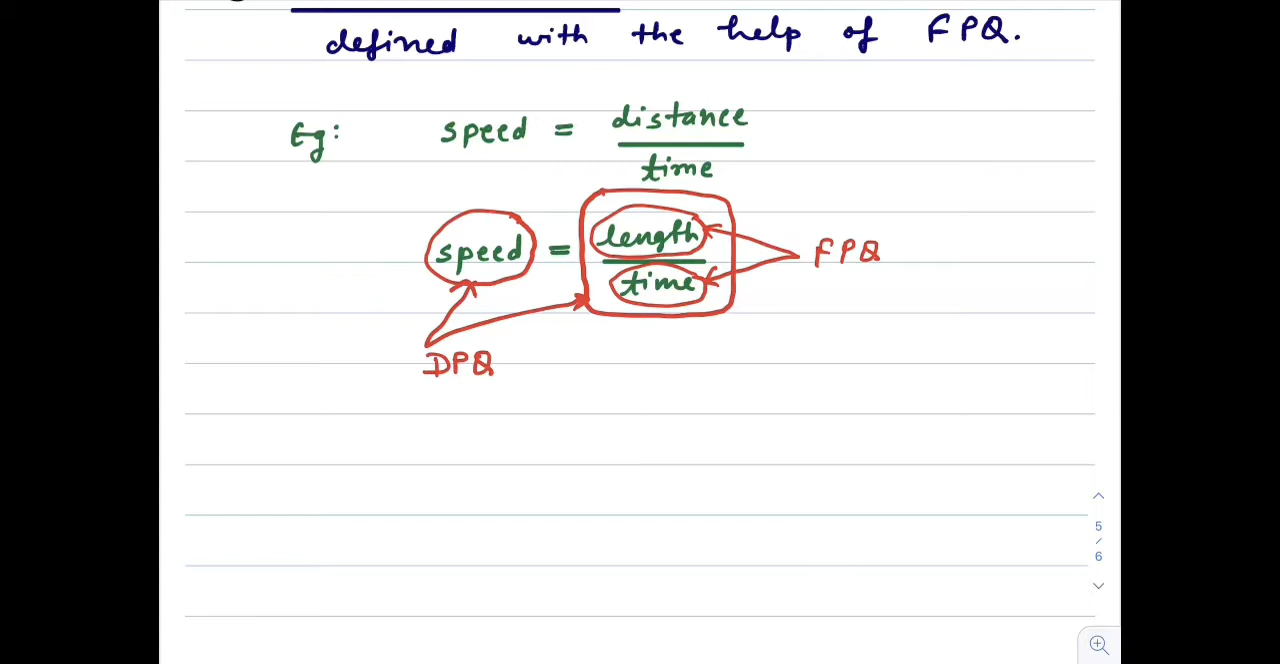 defined with the help of FPQ.
Eg: speed = distance
time
speed = length
time
FPQ
DPQ
5
/
6